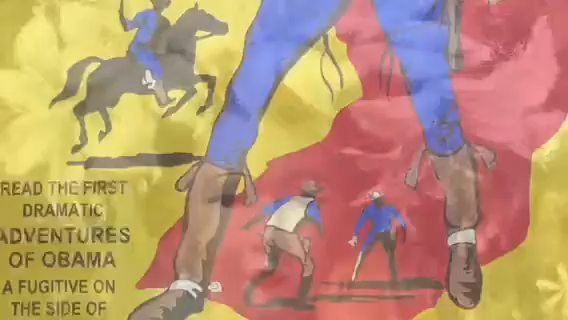 READ THE FIRST
DRAMATIC
ADVENTURES
OF OBAMA
A FUGITIVE ON
THE SIDE OF